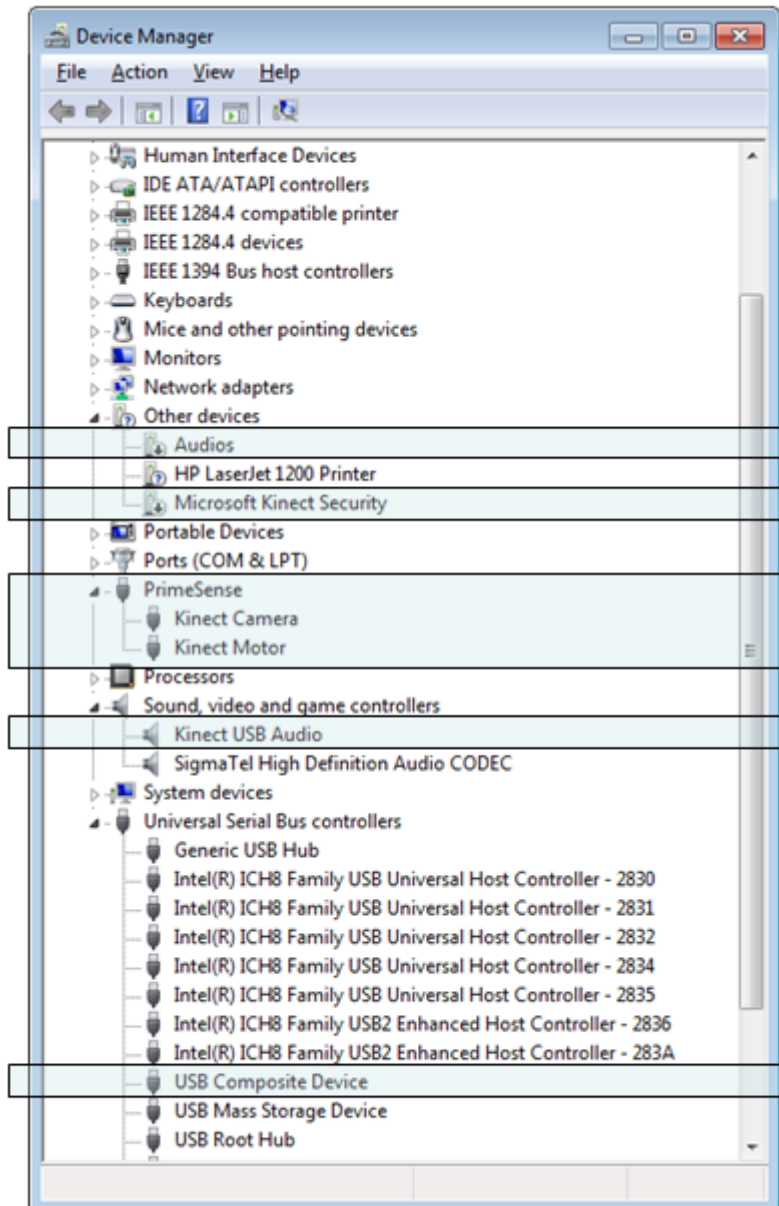 Device Manager
File Action View Help
Human Interface Devices
IDE ATA/ATAPI controllers
IEEE 1284.4 compatible printer
IEEE 1284.4 devices
IEEE 1394 Bus host controllers
Keyboards
Mice and other pointing devices
Monitors
Network adapters
Other devices
Audios
HP LaserJet 1200 Printer
Microsoft Kinect Security
Portable Devices
Ports (COM & LPT)
PrimeSense
Kinect Camera
Kinect Motor
Processors
Sound, video and game controllers
Kinect USB Audio
SigmaTel High Definition Audio CODEC
System devices
Universal Serial Bus controllers
Generic USB Hub
Intel(R) ICH8 Family USB Universal Host Controller - 2830
Intel(R) ICH8 Family USB Universal Host Controller - 2831
Intel(R) ICH8 Family USB Universal Host Controller - 2832
Intel(R) ICH8 Family USB Universal Host Controller - 2834
Intel(R) ICH8 Family USB Universal Host Controller - 2835
Intel(R) ICH8 Family USB2 Enhanced Host Controller - 2836
Intel(R) ICH8 Family USB2 Enhanced Host Controller - 283A
USB Composite Device
USB Mass Storage Device
USB Root Hub